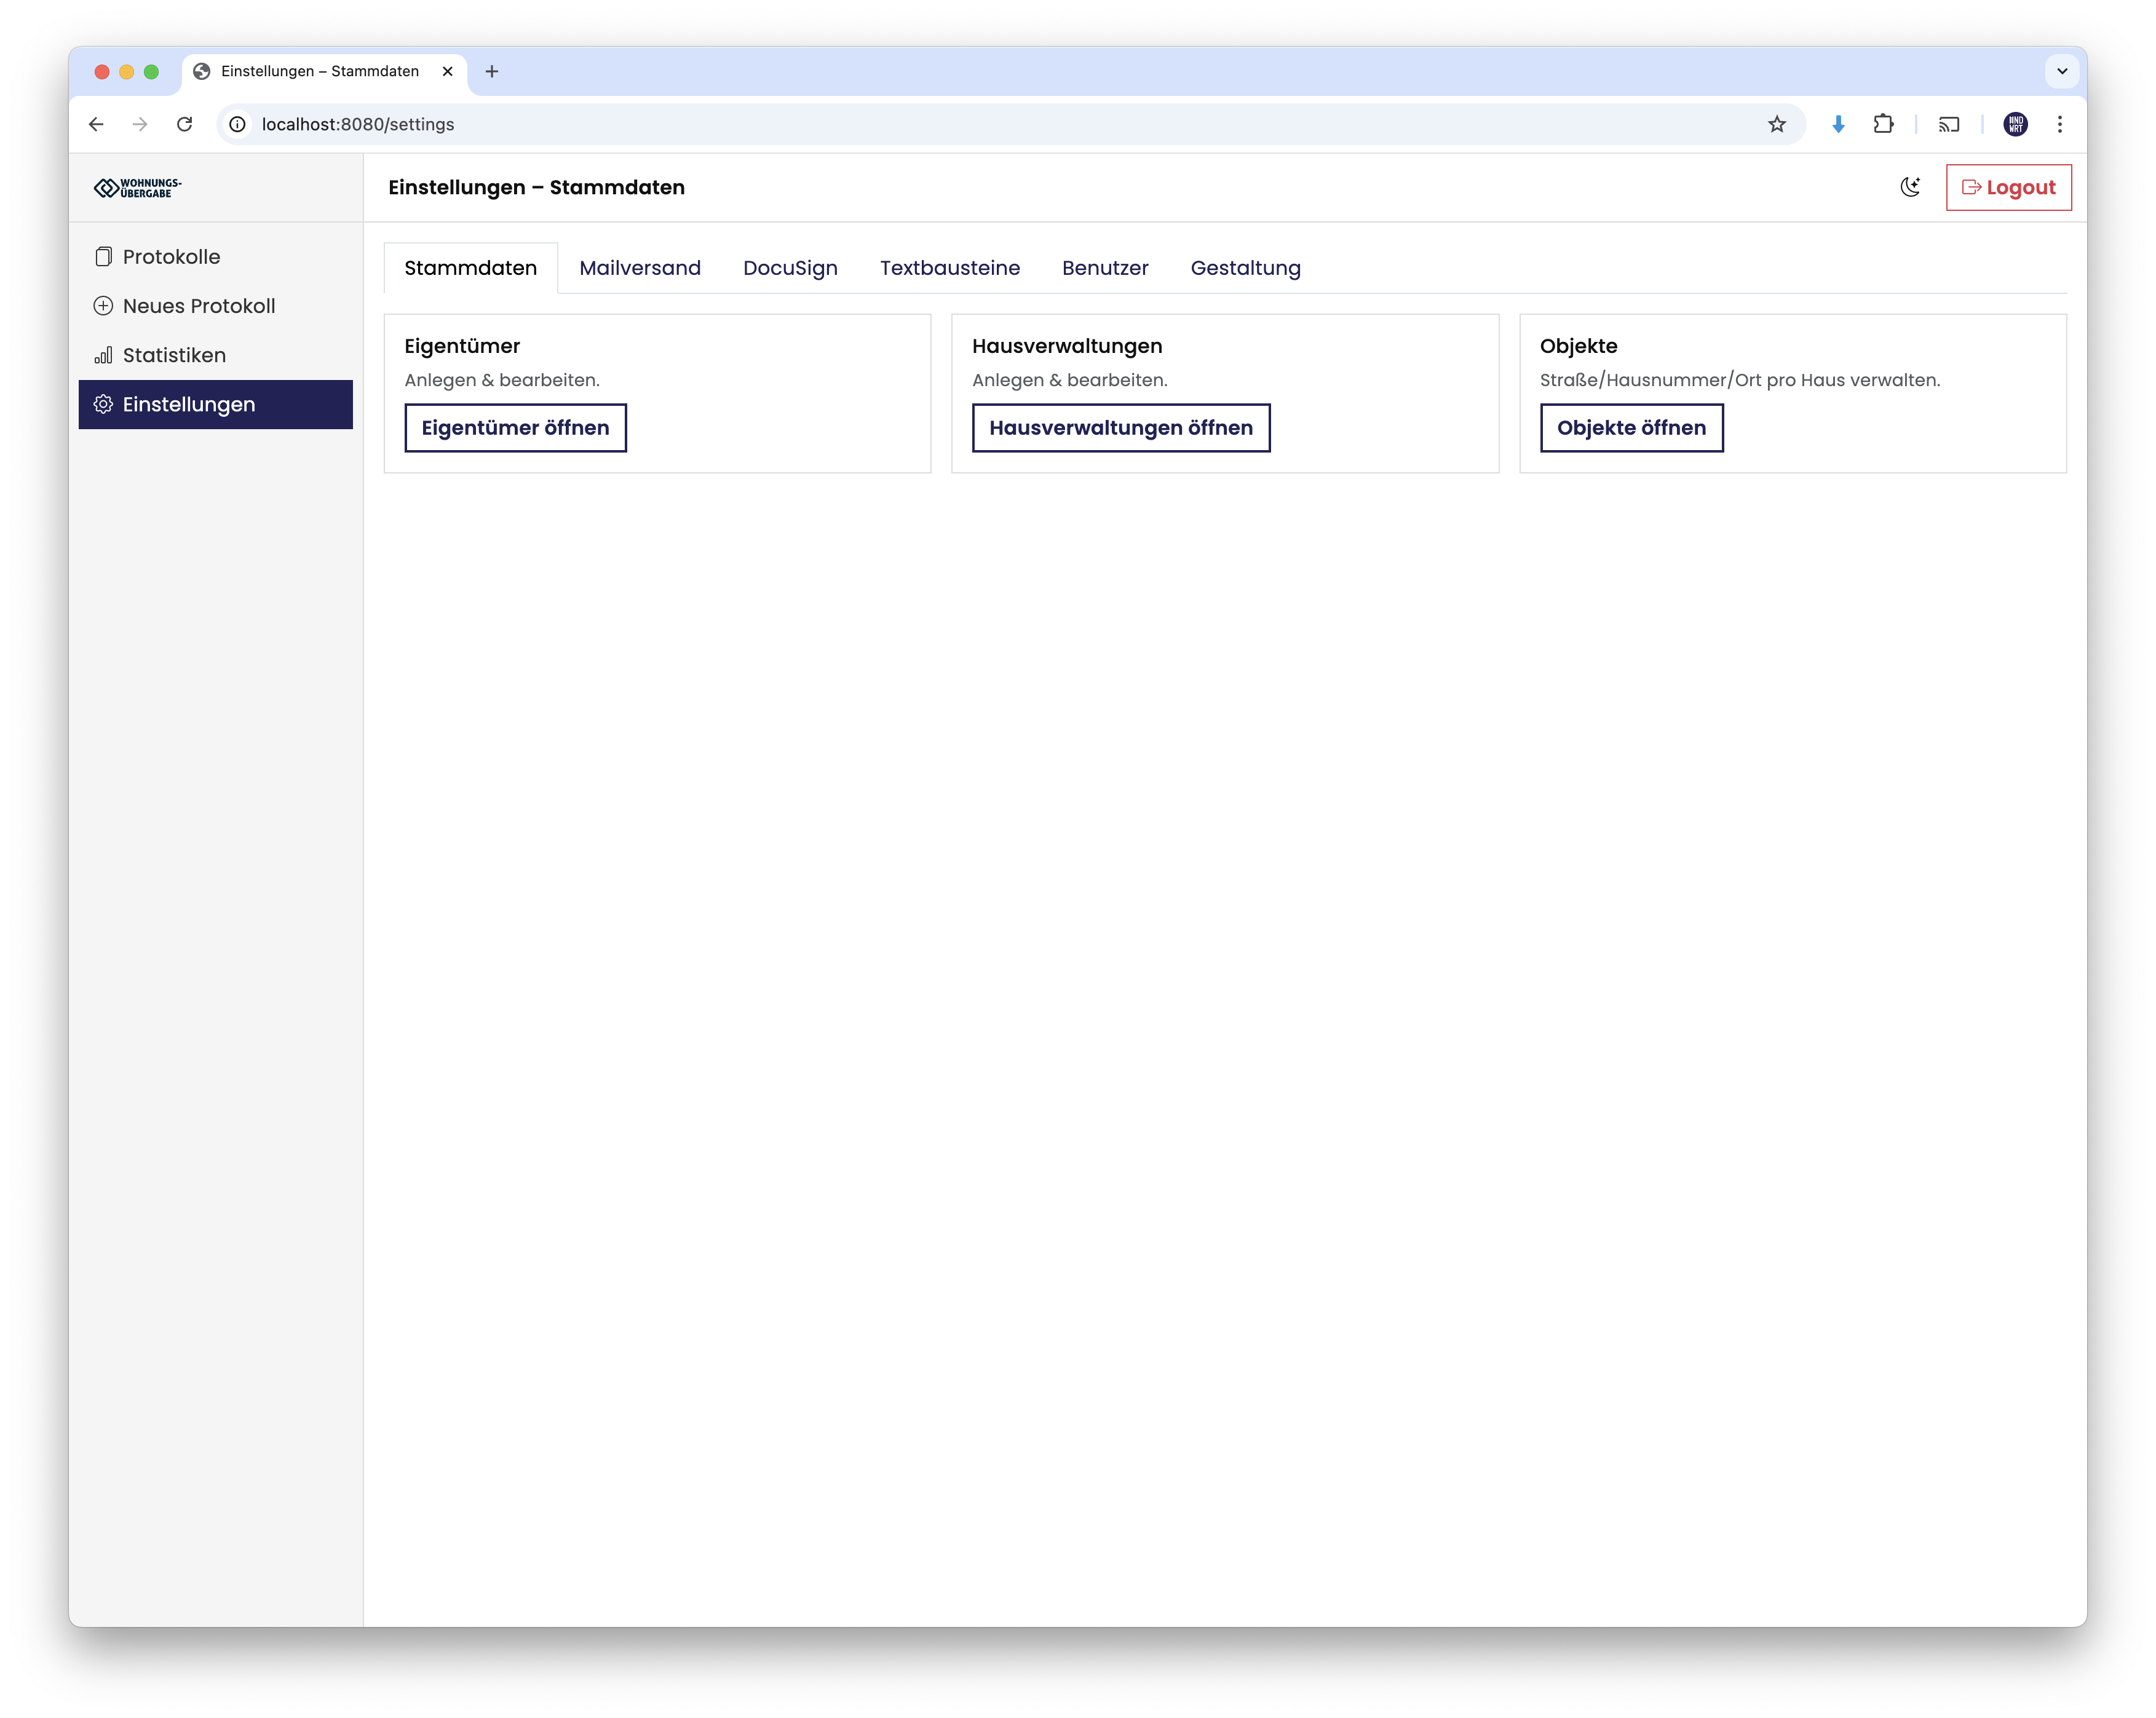 Einstellungen – Stammdaten
localhost:8080/settings
MND
WRT
WOHNUNGS-
ÜBERGABE
Einstellungen – Stammdaten
Logout
Protokolle
Neues Protokoll
Statistiken
Einstellungen
Stammdaten Mailversand DocuSign Textbausteine Benutzer Gestaltung
Eigentümer
Anlegen & bearbeiten.
Eigentümer öffnen
Hausverwaltungen
Anlegen & bearbeiten.
Hausverwaltungen öffnen
Objekte
Straße/Hausnummer/Ort pro Haus verwalten.
Objekte öffnen